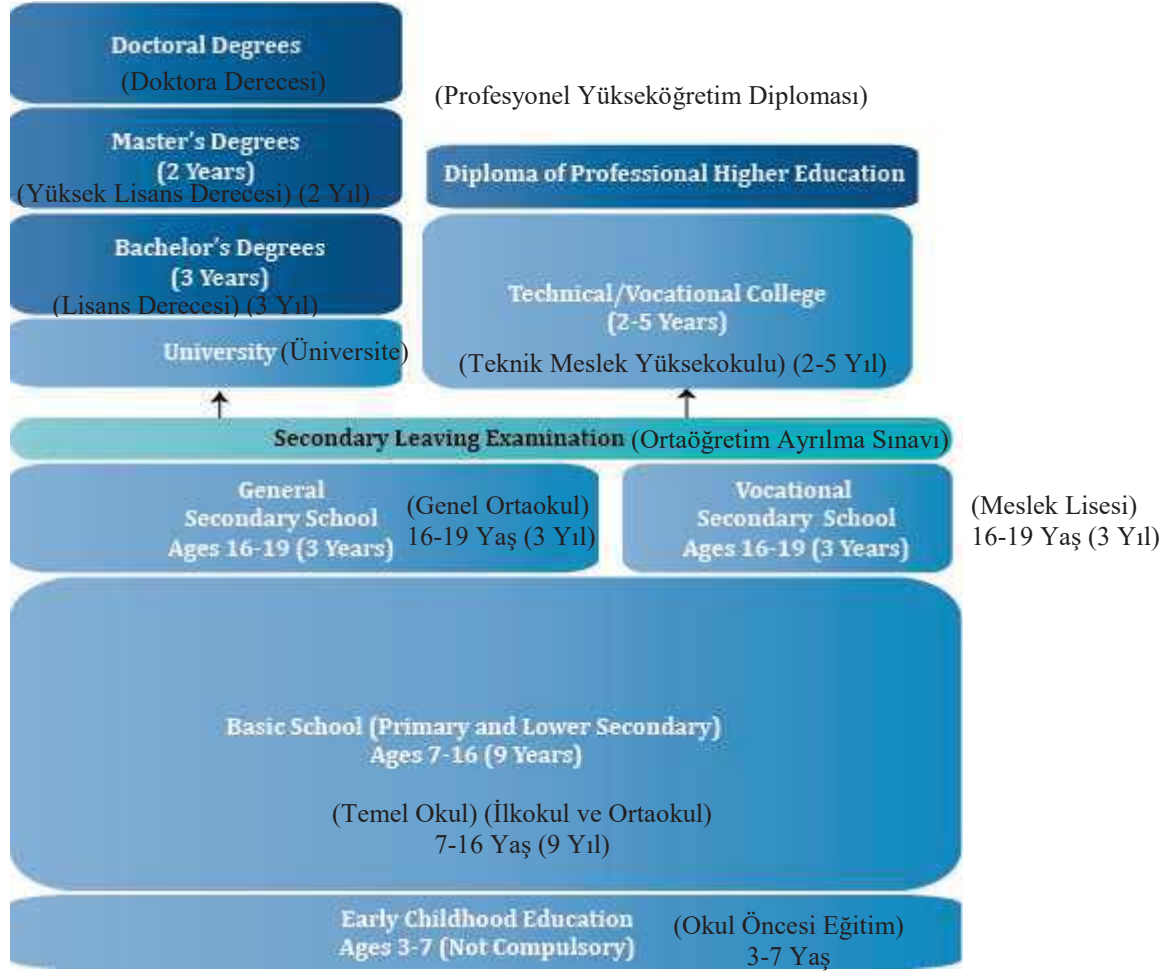 Doctoral Degrees
(Doktora Derecesi)
(Profesyonel Yükseköğretim Diploması)
Master's Degrees
(2 Years)
(Yüksek Lisans Derecesi) (2 Yıl)
Diploma of Professional Higher Education
Bachelor's Degrees
(3 Years)
(Lisans Derecesi) (3 Yıl)
Technical/Vocational College
(2-5 Years)
(Teknik Meslek Yüksekokulu) (2-5 Yıl)
University (Üniversite)
Secondary Leaving Examination (Ortaöğretim Ayrılma Sınavı)
General
Secondary School
Ages 16-19 (3 Years)
(Genel Ortaokul)
16-19 Yaş (3 Yıl)
Vocational
Secondary School
Ages 16-19 (3 Years)
(Meslek Lisesi)
16-19 Yaş (3 Yıl)
Basic School (Primary and Lower Secondary)
Ages 7-16 (9 Years)
(Temel Okul) (İlkokul ve Ortaokul)
7-16 Yaş (9 Yıl)
Early Childhood Education
Ages 3-7 (Not Compulsory)
(Okul Öncesi Eğitim)
3-7 Yaş